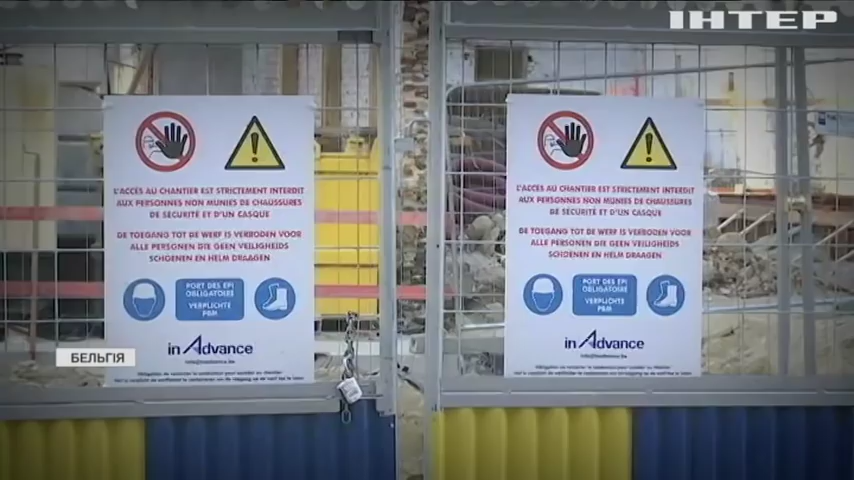 ІНТЕР
L'ACCÈS AU CHANTIER EST STRICTEMENT INTERDIT
AUX PERSONNES NON MUNIES DE CHAUSSURES
DE SÉCURITÉ ET D'UN CASQUE
DE TOEGANG TOT DE WERF IS VERBODEN VOOR
ALLE PERSONEN DIE GEEN VEILIGHEIDS
SCHOENEN EN HELM DRAAGEN
PORT DES EPI
OBLIGATOIRE
VERPLICHTE
PBM
in Advance
L'ACCÈS AU CHANTIER EST STRICTEMENT INTERDIT
AUX PERSONNES NON MUNIES DE CHAUSSURES
DE SÉCURITÉ ET D'UN CASQUE
DE TOEGANG TOT DE WERF IS VERBODEN VOOR
ALLE PERSONEN DIE GEEN VEILIGHEIDS
SCHOENEN EN HELM DRAAGEN
PORT DES EPI
OBLIGATOIRE
VERPLICHTE
PBM
in Advance
БЕЛЬГІЯ